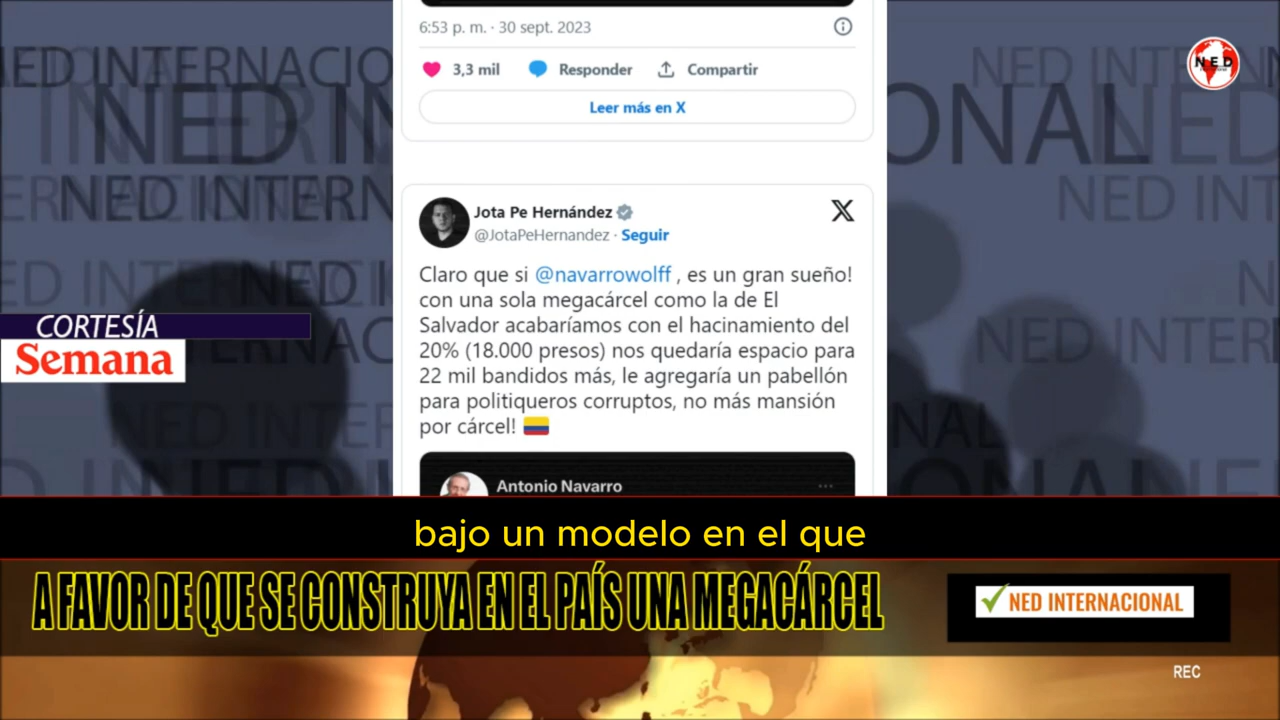 6:53 p. m. · 30 sept. 2023
3,3 mil Responder Compartir
Leer más en X
NED
Jota Pe Hernández
@JotaPeHernandez · Seguir
Claro que si @navarrowolff , es un gran sueño!
con una sola megacárcel como la de El
Salvador acabaríamos con el hacinamiento del
20% (18.000 presos) nos quedaría espacio para
22 mil bandidos más, le agregaría un pabellón
para politiqueros corruptos, no más mansión
por cárcel!
Antonio Navarro
CORTESÍA
Semana
bajo un modelo en el que
A FAVOR DE QUE SE CONSTRUYA EN EL PAÍS UNA MEGACÁRCEL
NED INTERNACIONAL
REC